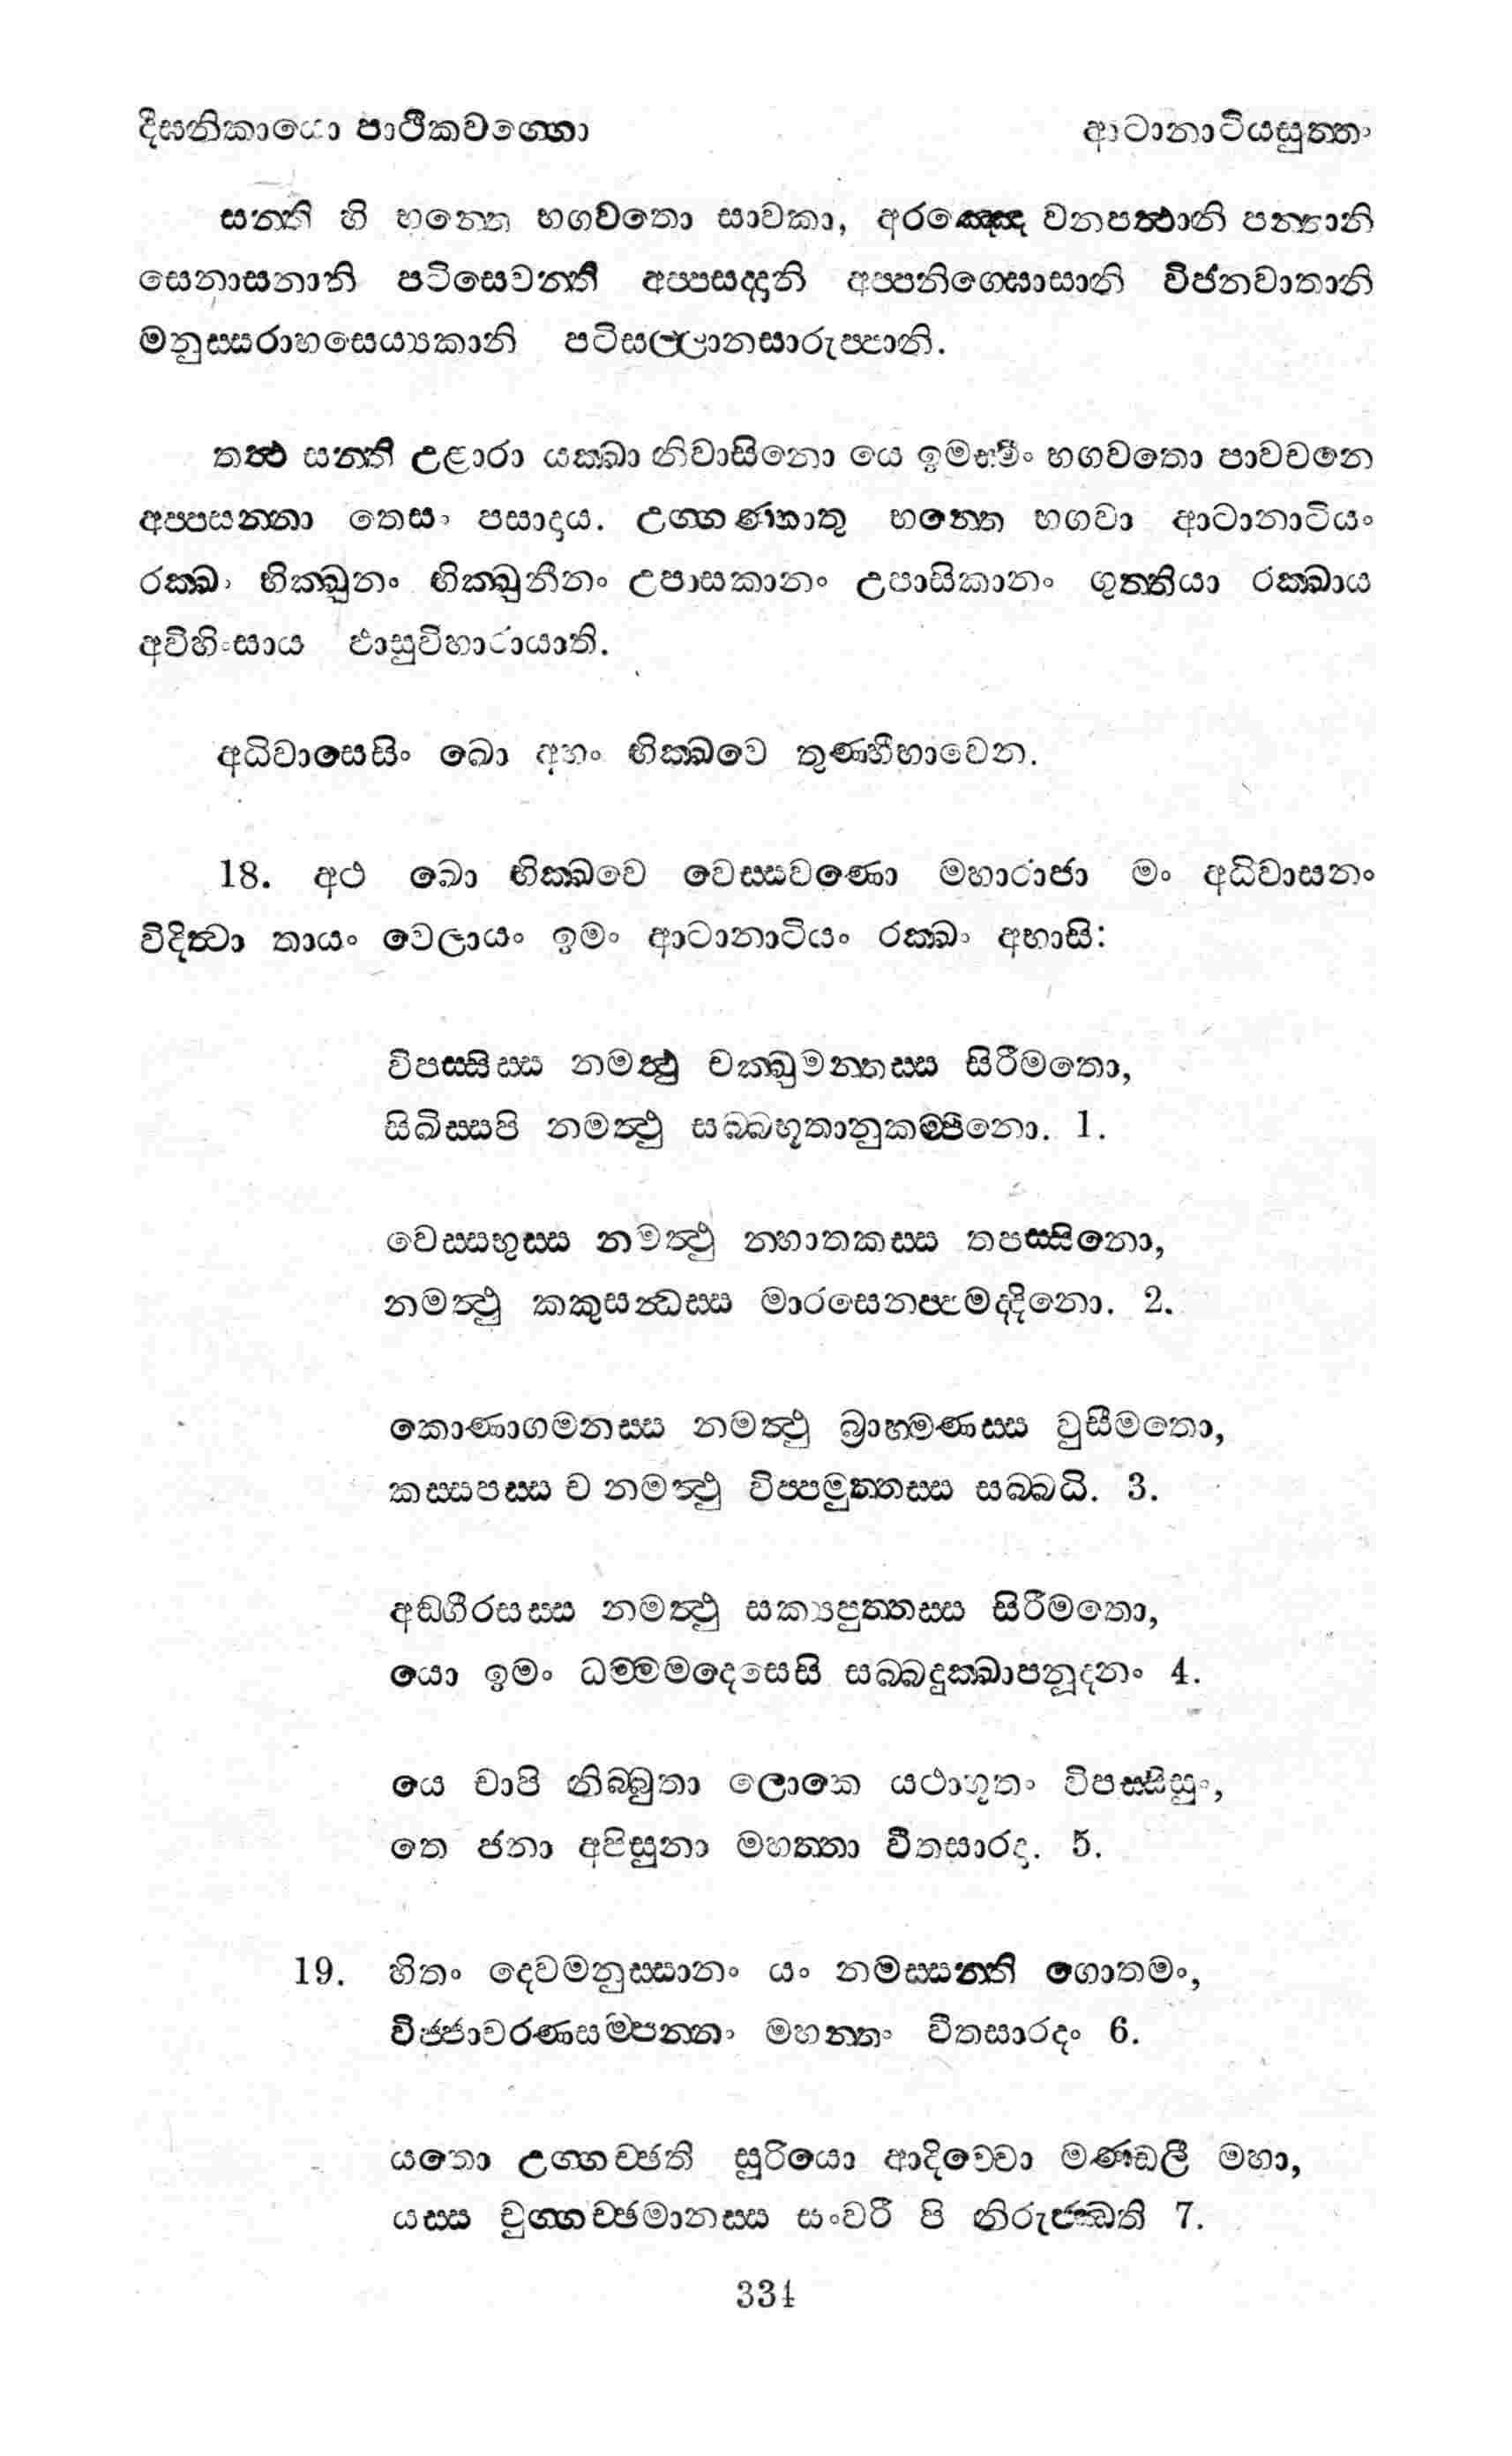 දීඝනිකායො පාථිකවග්ගො ආටානාටියසුත්තං
සන්ති හි භන්තෙ භගවතො සාවකා, අරඤ්ඤෙ වනපත්ථානි පන්තානි
සෙනාසනානි පටිසෙවන්ති අප්පසද්දානි අප්පනිග්ඝොසානි විජනවාතානි
මනුස්සරාහසෙය්‍යකානි පටිසල්ලානසාරුප්පානි.
තත්ථ සන්ති උළාරා යක්ඛා නිවාසිනො යෙ ඉමස්මිං භගවතො පාවචනෙ
අප්පසන්නා තෙසං පසාදාය. උග්ගණ්හාතු භන්තෙ භගවා ආටානාටියං
රක්ඛං භික්ඛුනං භික්ඛුනීනං උපාසකානං උපාසිකානං ගුත්තියා රක්ඛාය
අවිහිංසාය ඵාසුවිහාරායාති.
අධිවාසෙසිං ඛො අහං භික්ඛවෙ තුණ්හීභාවෙන.
18. අථ ඛො භික්ඛවෙ වෙස්සවණො මහාරාජා මං අධිවාසනං
විදිත්වා තායං වෙලායං ඉමං ආටානාටියං රක්ඛං අභාසි:
විපස්සිස්ස නමත්ථු චක්ඛුමන්තස්ස සිරීමතො,
සිඛිස්සපි නමත්ථු සබ්බභූතානුකම්පිනො. 1.
වෙස්සභුස්ස නමත්ථු නහාතකස්ස තපස්සිනො,
නමත්ථු කකුසන්ධස්ස මාරසෙනප්පමද්දිනො. 2.
කොණාගමනස්ස නමත්ථු බ්‍රාහ්මණස්ස වුසීමතො,
කස්සපස්ස ච නමත්ථු විප්පමුත්තස්ස සබ්බධි. 3.
අඞ්ගීරසස්ස නමත්ථු සක්‍යපුත්තස්ස සිරීමතො,
යො ඉමං ධම්මමදෙසෙසි සබ්බදුක්ඛාපනූදනං 4.
යෙ චාපි නිබ්බුතා ලොකෙ යථාභූතං විපස්සිසුං,
තෙ ජනා අපිසුනා මහත්තා වීතසාරදා. 5.
19. හිතං දෙවමනුස්සානං යං නමස්සන්ති ගොතමං,
විජ්ජාචරණසම්පන්නං මහන්තං වීතසාරදං 6.
යතො උග්ගච්ඡති සූරියො ආදිච්චො මණ්ඩලී මහා,
යස්ස චුග්ගච්ඡමානස්ස සංවරී පි නිරුජ්ඣති 7.
334